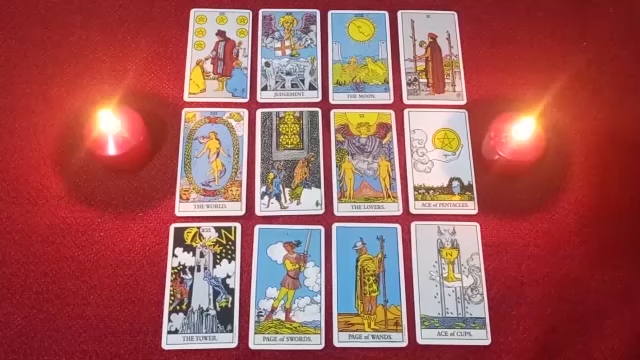 JUDGEMENT.
THE MOON.
THE WORLD.
VI
THE LOVERS.
ACE of PENTACLES.
THE TOWER.
PAGE of SWORDS.
PAGE of WANDS.
ACE of CUPS.